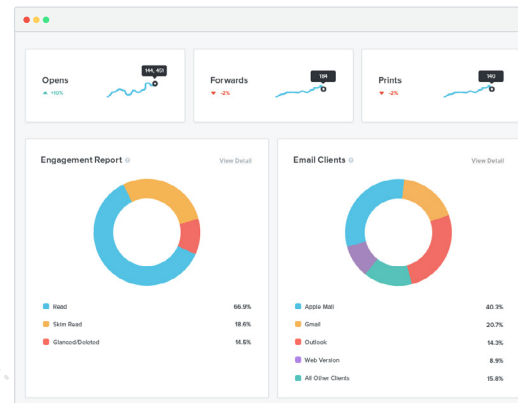 144, 451
184
140
Opens
Forwards
Prints
+10%
-2%
-2%
Engagement Report
View Detail
Email Clients
View Detail
Read
66.9%
Skim Read
18.6%
Glanced/Deleted
14.5%
Apple Mail
40.3%
Gmail
20.7%
Outlook
14.3%
Web Version
8.9%
All Other Clients
15.8%